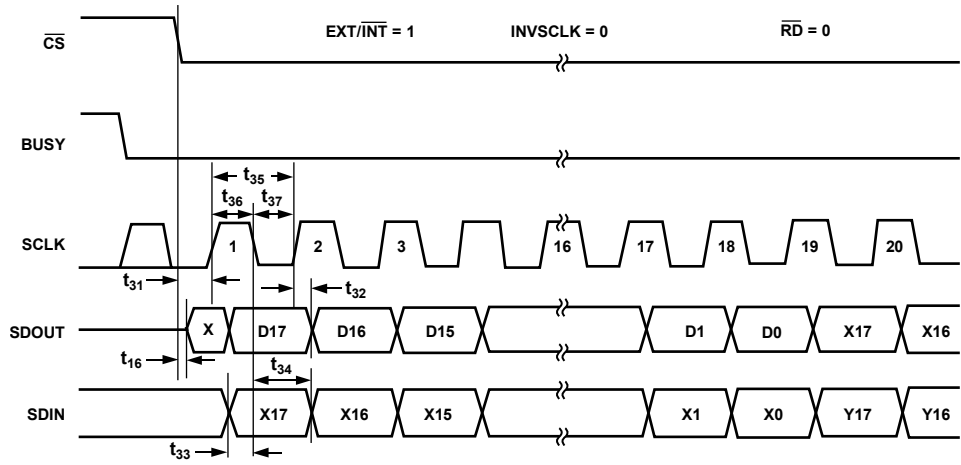 CS EXT/INT = 1 INVSCLK = 0 RD = 0
BUSY
t35
t36 t37
SCLK 1 2 3 16 17 18 19 20
t31 t32
SDOUT X D17 D16 D15 D1 D0 X17 X16
t16 t34
SDIN X17 X16 X15 X1 X0 Y17 Y16
t33